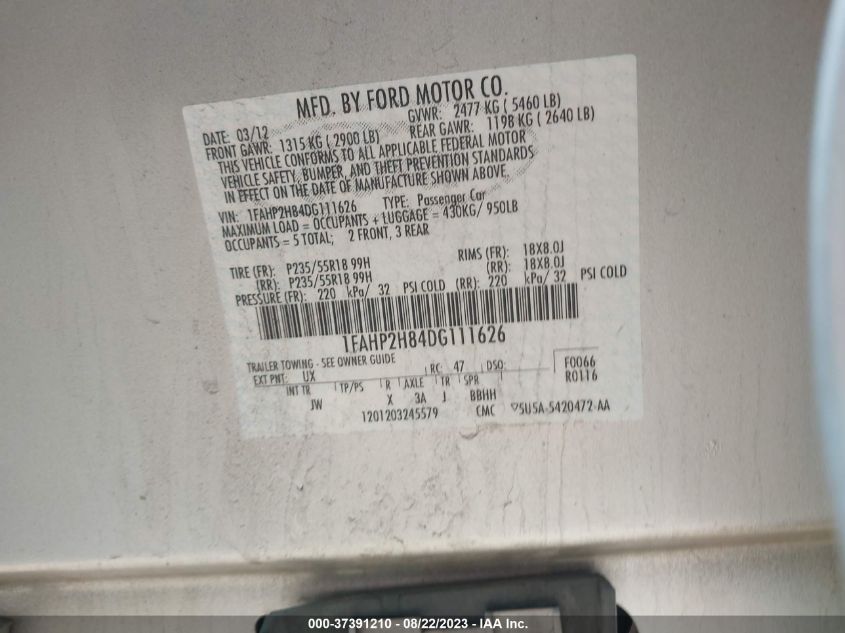 MFD. BY FORD MOTOR CO.
DATE: 03/12 GVWR: 2477 KG ( 5460 LB)
FRONT GAWR: 1315 KG ( 2900 LB) REAR GAWR: 1198 KG ( 2640 LB)
THIS VEHICLE CONFORMS TO ALL APPLICABLE FEDERAL MOTOR
VEHICLE SAFETY, BUMPER, AND THEFT PREVENTION STANDARDS
IN EFFECT ON THE DATE OF MANUFACTURE SHOWN ABOVE.
VIN: 1FAHP2H84DG111626 TYPE: Passenger Car
MAXIMUM LOAD = OCCUPANTS + LUGGAGE = 430KG/ 950LB
OCCUPANTS = 5 TOTAL; 2 FRONT, 3 REAR
TIRE (FR): P235/55R18 99H RIMS (FR): 18X8.0J
(RR): P235/55R18 99H (RR): 18X8.0J
PRESSURE (FR): 220 kPa/ 32 PSI COLD (RR): 220 kPa/ 32 PSI COLD
1FAHP2H84DG111626
TRAILER TOWING - SEE OWNER GUIDE
EXT PNT: UX RC: 47 DSO: F0066
INT TR TP/PS R AXLE TR SPR R0116
JW X 3A J BBHH
1201203245579 CMC 5U5A-5420472-AA
000-37391210 - 08/22/2023 - IAA Inc.